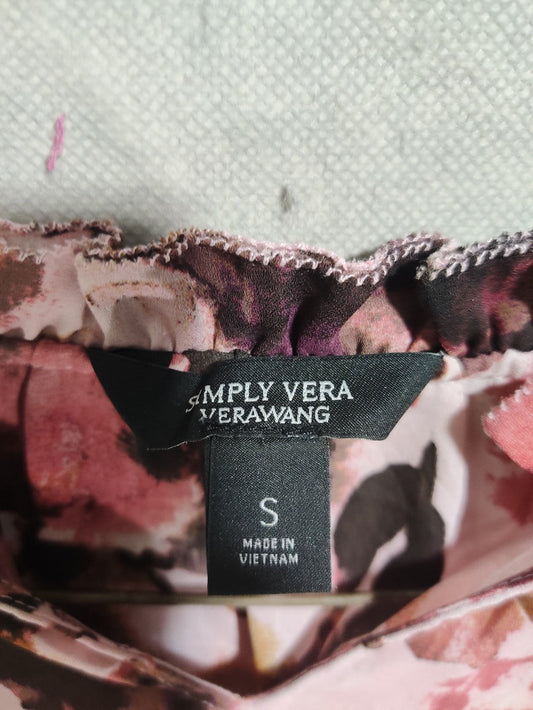 SIMPLY VERA
VERAWANG
S
MADE IN
VIETNAM